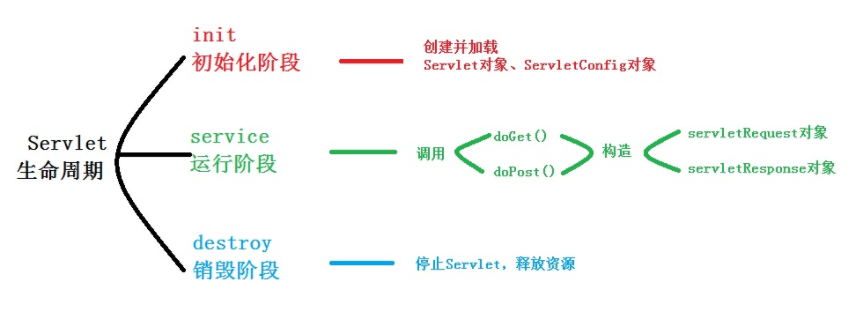 Servlet
生命周期
init
初始化阶段
创建并加载
Servlet对象、ServletConfig对象
service
运行阶段
调用
doGet()
doPost()
构造
servletRequest对象
servletResponse对象
destroy
销毁阶段
停止Servlet，释放资源